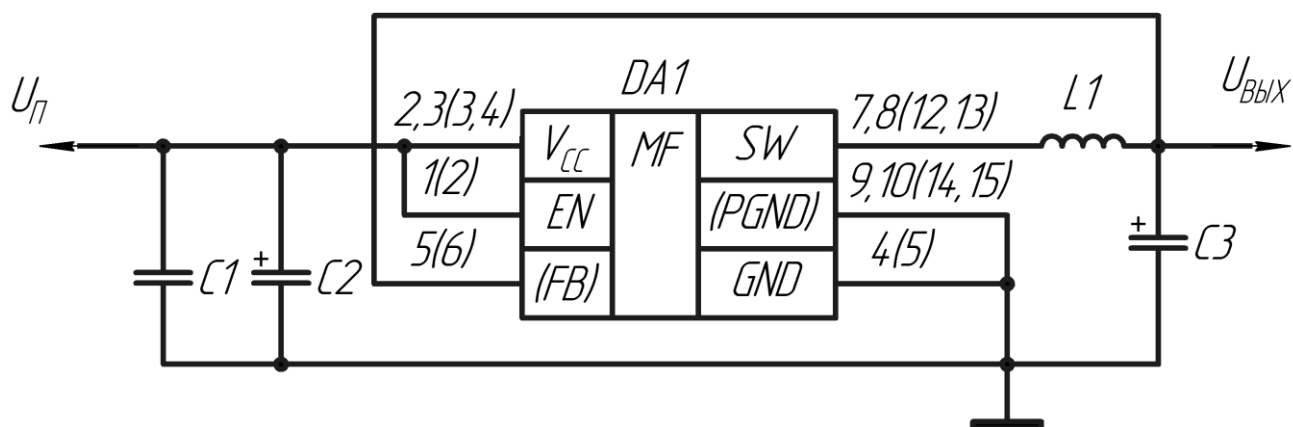 DA1
U_П
U_ВЫХ
L1
2,3(3,4)
7,8(12,13)
V_CC
MF
SW
1(2)
9,10(14,15)
EN
(PGND)
5(6)
4(5)
(FB)
GND
+
C1
C2
+
C3